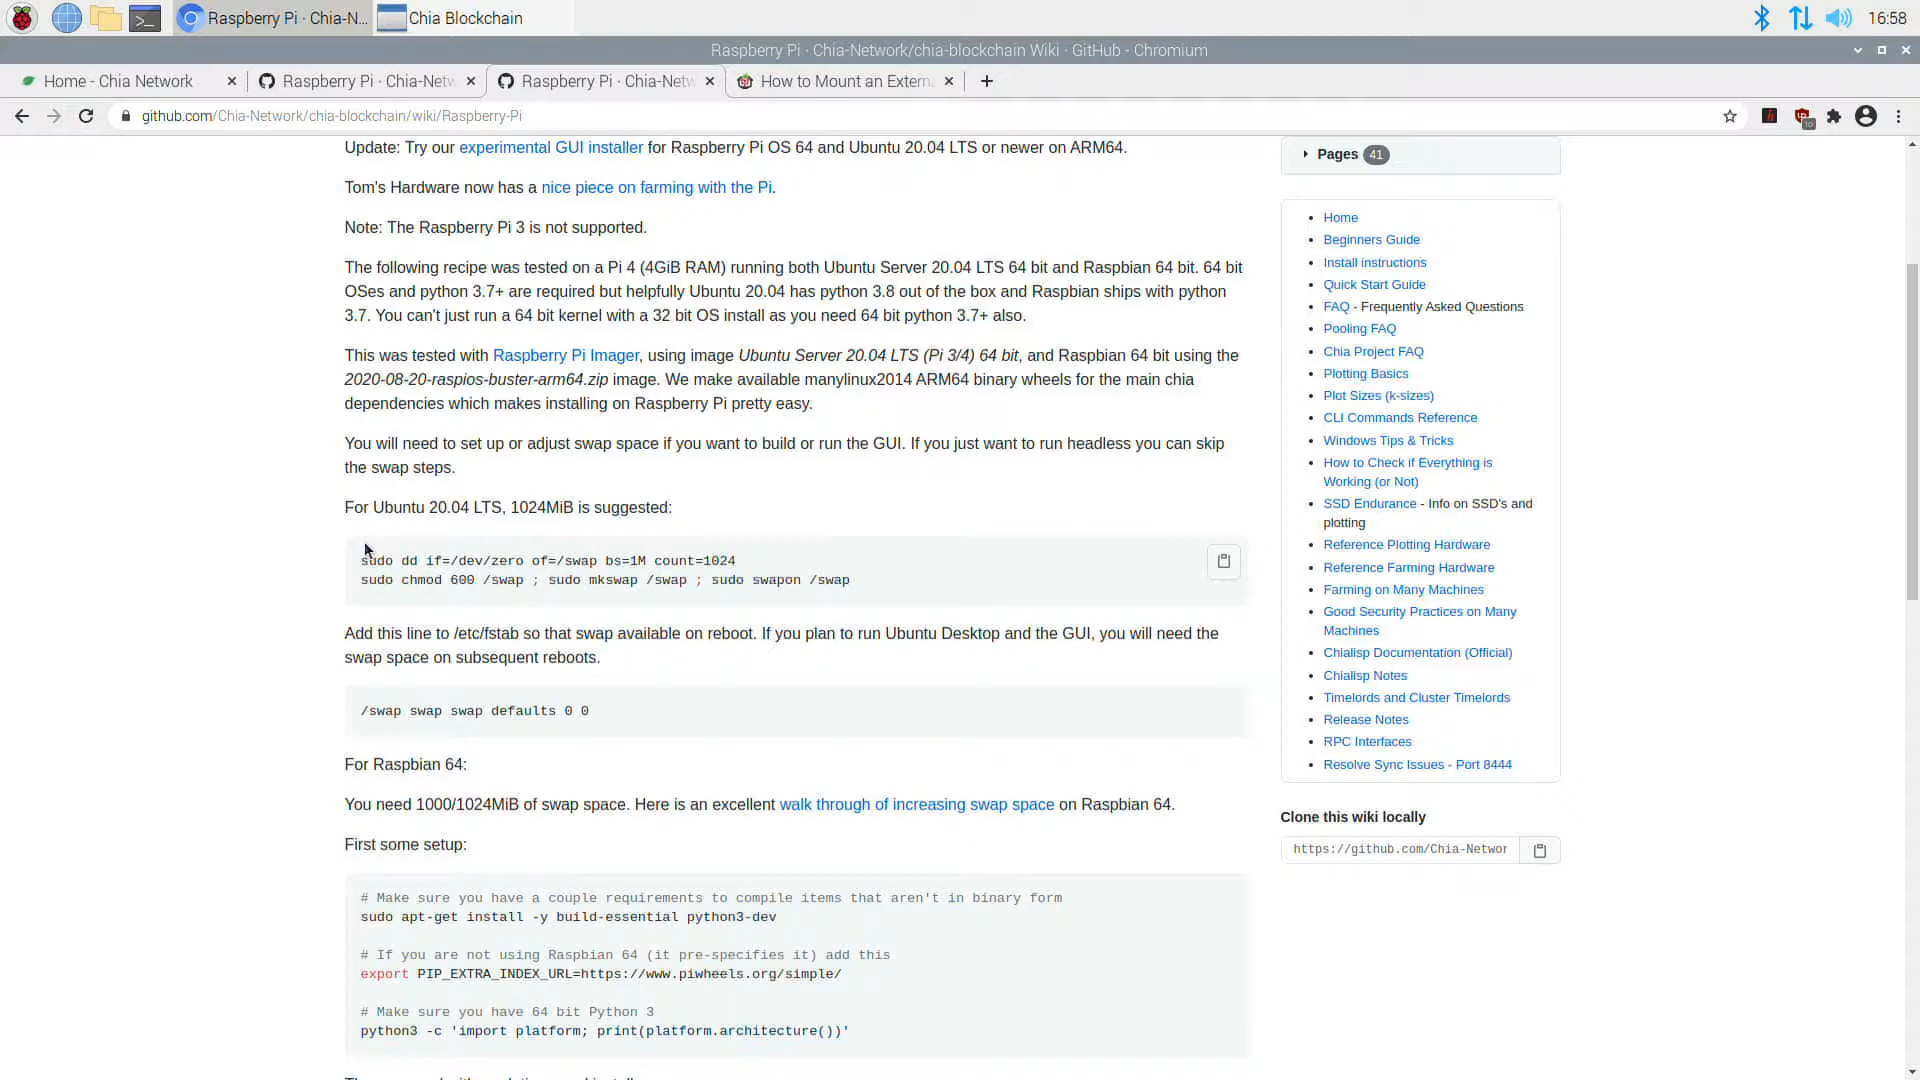 Raspberry Pi · Chia-N...
Chia Blockchain
16:58
Raspberry Pi · Chia-Network/chia-blockchain Wiki · GitHub - Chromium
Home - Chia Network
Raspberry Pi · Chia-Netw
Raspberry Pi · Chia-Netw
How to Mount an Extern
github.com/Chia-Network/chia-blockchain/wiki/Raspberry-Pi
10
Update: Try our experimental GUI installer for Raspberry Pi OS 64 and Ubuntu 20.04 LTS or newer on ARM64.
Tom's Hardware now has a nice piece on farming with the Pi.
Note: The Raspberry Pi 3 is not supported.
The following recipe was tested on a Pi 4 (4GiB RAM) running both Ubuntu Server 20.04 LTS 64 bit and Raspbian 64 bit. 64 bit
OSes and python 3.7+ are required but helpfully Ubuntu 20.04 has python 3.8 out of the box and Raspbian ships with python
3.7. You can't just run a 64 bit kernel with a 32 bit OS install as you need 64 bit python 3.7+ also.
This was tested with Raspberry Pi Imager, using image Ubuntu Server 20.04 LTS (Pi 3/4) 64 bit, and Raspbian 64 bit using the
2020-08-20-raspios-buster-arm64.zip image. We make available manylinux2014 ARM64 binary wheels for the main chia
dependencies which makes installing on Raspberry Pi pretty easy.
You will need to set up or adjust swap space if you want to build or run the GUI. If you just want to run headless you can skip
the swap steps.
For Ubuntu 20.04 LTS, 1024MiB is suggested:
sudo dd if=/dev/zero of=/swap bs=1M count=1024
sudo chmod 600 /swap ; sudo mkswap /swap ; sudo swapon /swap
Add this line to /etc/fstab so that swap available on reboot. If you plan to run Ubuntu Desktop and the GUI, you will need the
swap space on subsequent reboots.
/swap swap swap defaults 0 0
For Raspbian 64:
You need 1000/1024MiB of swap space. Here is an excellent walk through of increasing swap space on Raspbian 64.
First some setup:
# Make sure you have a couple requirements to compile items that aren't in binary form
sudo apt-get install -y build-essential python3-dev
# If you are not using Raspbian 64 (it pre-specifies it) add this
export PIP_EXTRA_INDEX_URL=https://www.piwheels.org/simple/
# Make sure you have 64 bit Python 3
python3 -c 'import platform; print(platform.architecture())'
Pages 41
Home
Beginners Guide
Install instructions
Quick Start Guide
FAQ - Frequently Asked Questions
Pooling FAQ
Chia Project FAQ
Plotting Basics
Plot Sizes (k-sizes)
CLI Commands Reference
Windows Tips & Tricks
How to Check if Everything is
Working (or Not)
SSD Endurance - Info on SSD's and
plotting
Reference Plotting Hardware
Reference Farming Hardware
Farming on Many Machines
Good Security Practices on Many
Machines
Chialisp Documentation (Official)
Chialisp Notes
Timelords and Cluster Timelords
Release Notes
RPC Interfaces
Resolve Sync Issues - Port 8444
Clone this wiki locally
https://github.com/Chia-Networ